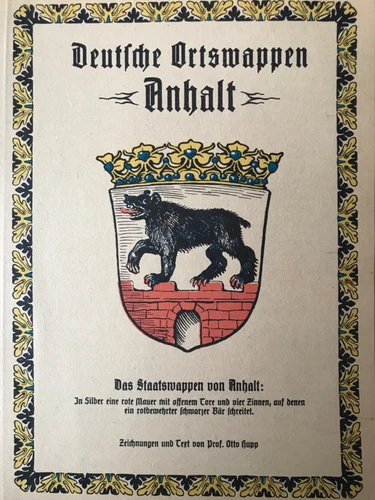 Deutſche Ortswappen
Anhalt
Das Staatswappen von Anhalt:
In Silber eine rote Mauer mit offenem Tore und vier Zinnen, auf denen
ein rotbewehrter ſchwarzer Bär ſchreitet.
Zeichnungen und Text von Prof. Otto Hupp